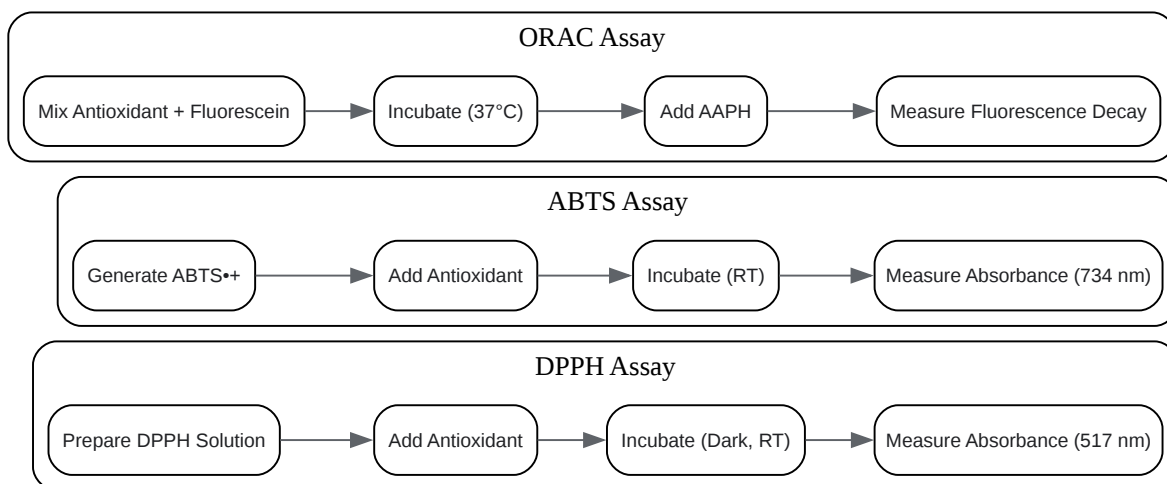 ORAC Assay
Mix Antioxidant + Fluorescein
Incubate (37°C)
Add AAPH
Measure Fluorescence Decay
ABTS Assay
Generate ABTS•+
Add Antioxidant
Incubate (RT)
Measure Absorbance (734 nm)
DPPH Assay
Prepare DPPH Solution
Add Antioxidant
Incubate (Dark, RT)
Measure Absorbance (517 nm)